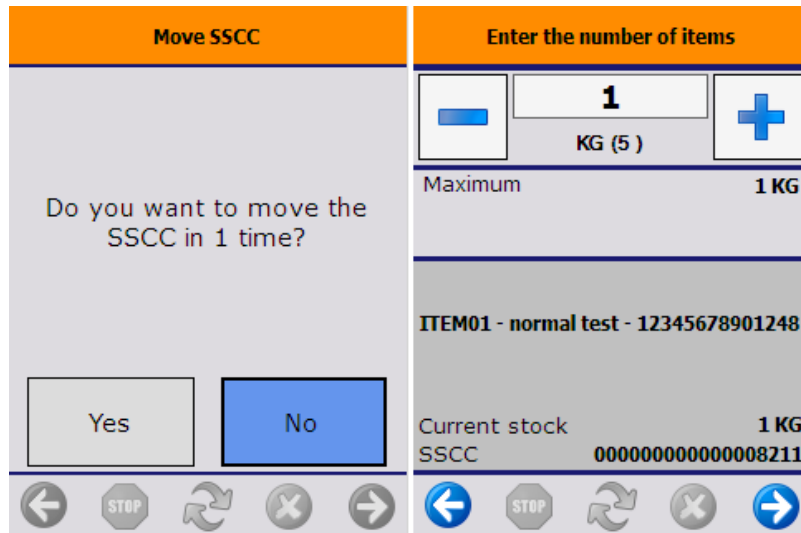 Move SSCC
Do you want to move the
SSCC in 1 time?
Yes
No
STOP
Enter the number of items
1
KG (5 )
Maximum
1 KG
ITEM01 - normal test - 12345678901248
Current stock
1 KG
SSCC
000000000000008211
STOP